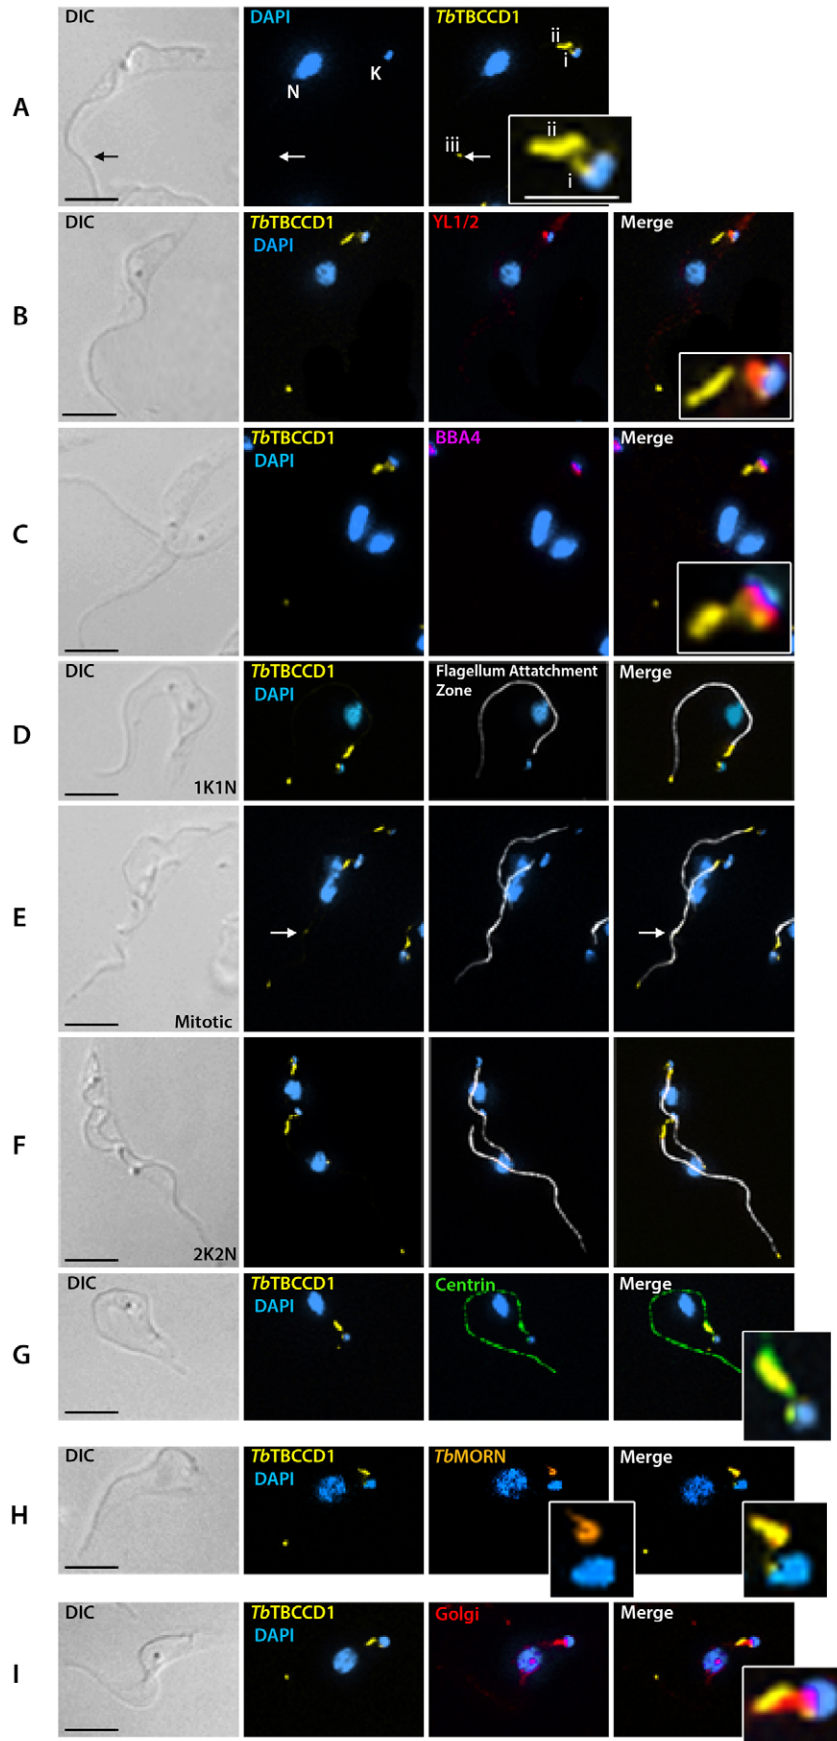 DIC
DAPI
TbTBCCD1
A
N
K
ii
i
iii
ii
i
DIC
TbTBCCD1
DAPI
YL1/2
Merge
B
DIC
TbTBCCD1
DAPI
BBA4
Merge
C
DIC
TbTBCCD1
DAPI
Flagellum Attatchment
Zone
Merge
D
1K1N
E
Mitotic
F
2K2N
DIC
TbTBCCD1
DAPI
Centrin
Merge
G
DIC
TbTBCCD1
DAPI
TbMORN
Merge
H
DIC
TbTBCCD1
DAPI
Golgi
Merge
I